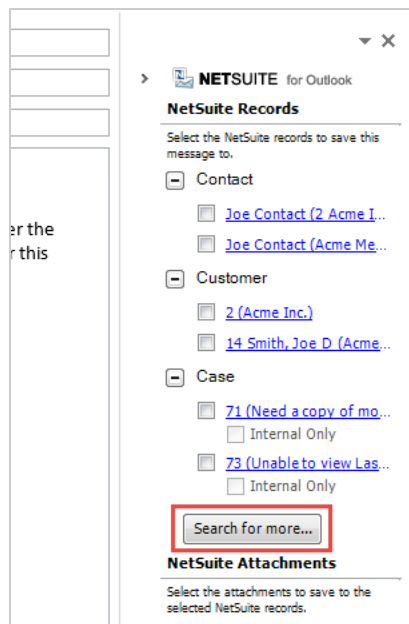 NETSUITE for Outlook
NetSuite Records
Select the NetSuite records to save this
message to.
Contact
Joe Contact (2 Acme I...
Joe Contact (Acme Me...
Customer
2 (Acme Inc.)
14 Smith, Joe D (Acme...
er the
r this
Case
71 (Need a copy of mo...
Internal Only
73 (Unable to view Las...
Internal Only
Search for more...
NetSuite Attachments
Select the attachments to save to the
selected NetSuite records.